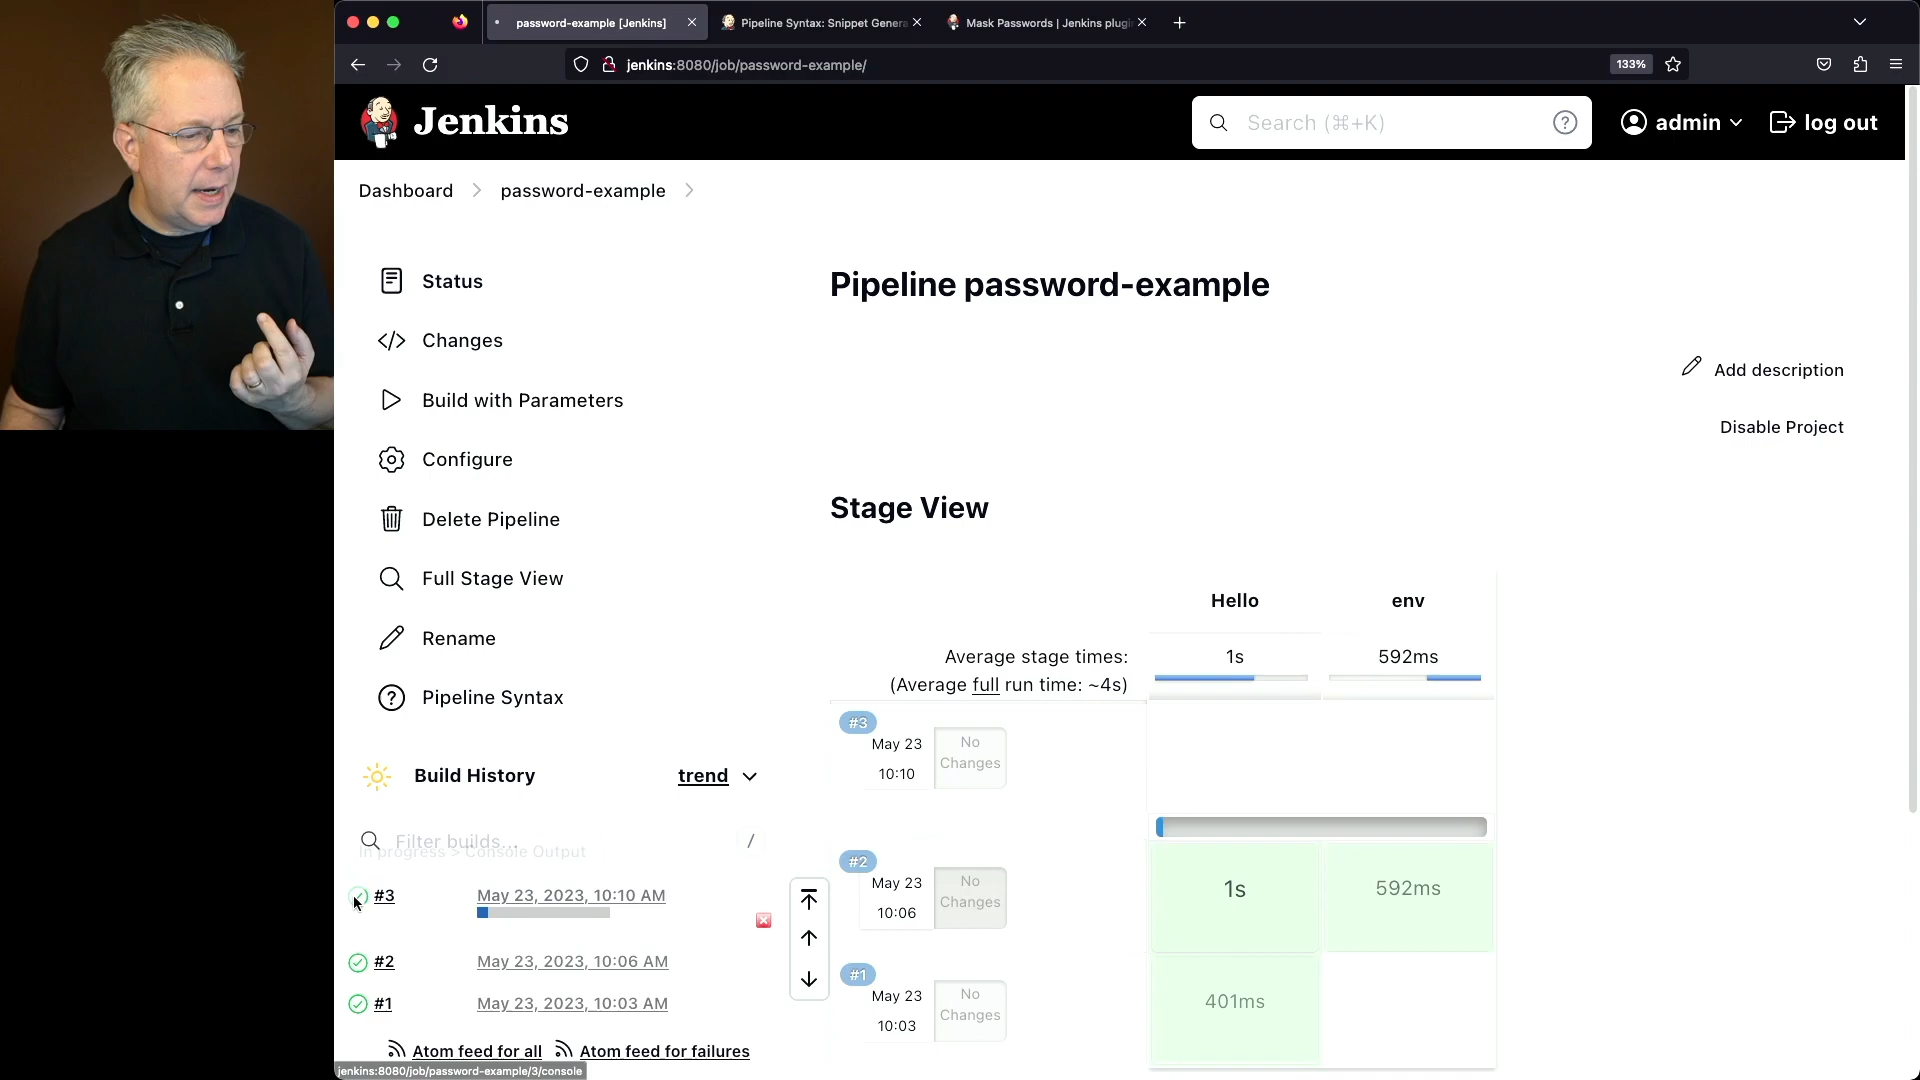 password-example [Jenkins]
Pipeline Syntax: Snippet Genera
Mask Passwords | Jenkins plugi
jenkins:8080/job/password-example/
133%
Jenkins
Search (⌘+K)
admin
log out
Dashboard
password-example
Status
Changes
Build with Parameters
Configure
Delete Pipeline
Full Stage View
Rename
Pipeline Syntax
Build History
trend
Filter builds...
/
In progress > Console Output
#3
May 23, 2023, 10:10 AM
#2
May 23, 2023, 10:06 AM
#1
May 23, 2023, 10:03 AM
Atom feed for all
Atom feed for failures
jenkins:8080/job/password-example/3/console
Pipeline password-example
Add description
Disable Project
Stage View
Hello
env
Average stage times:
1s
592ms
(Average full run time: ~4s)
#3
May 23
10:10
No
Changes
#2
May 23
10:06
No
Changes
1s
592ms
#1
May 23
10:03
No
Changes
401ms